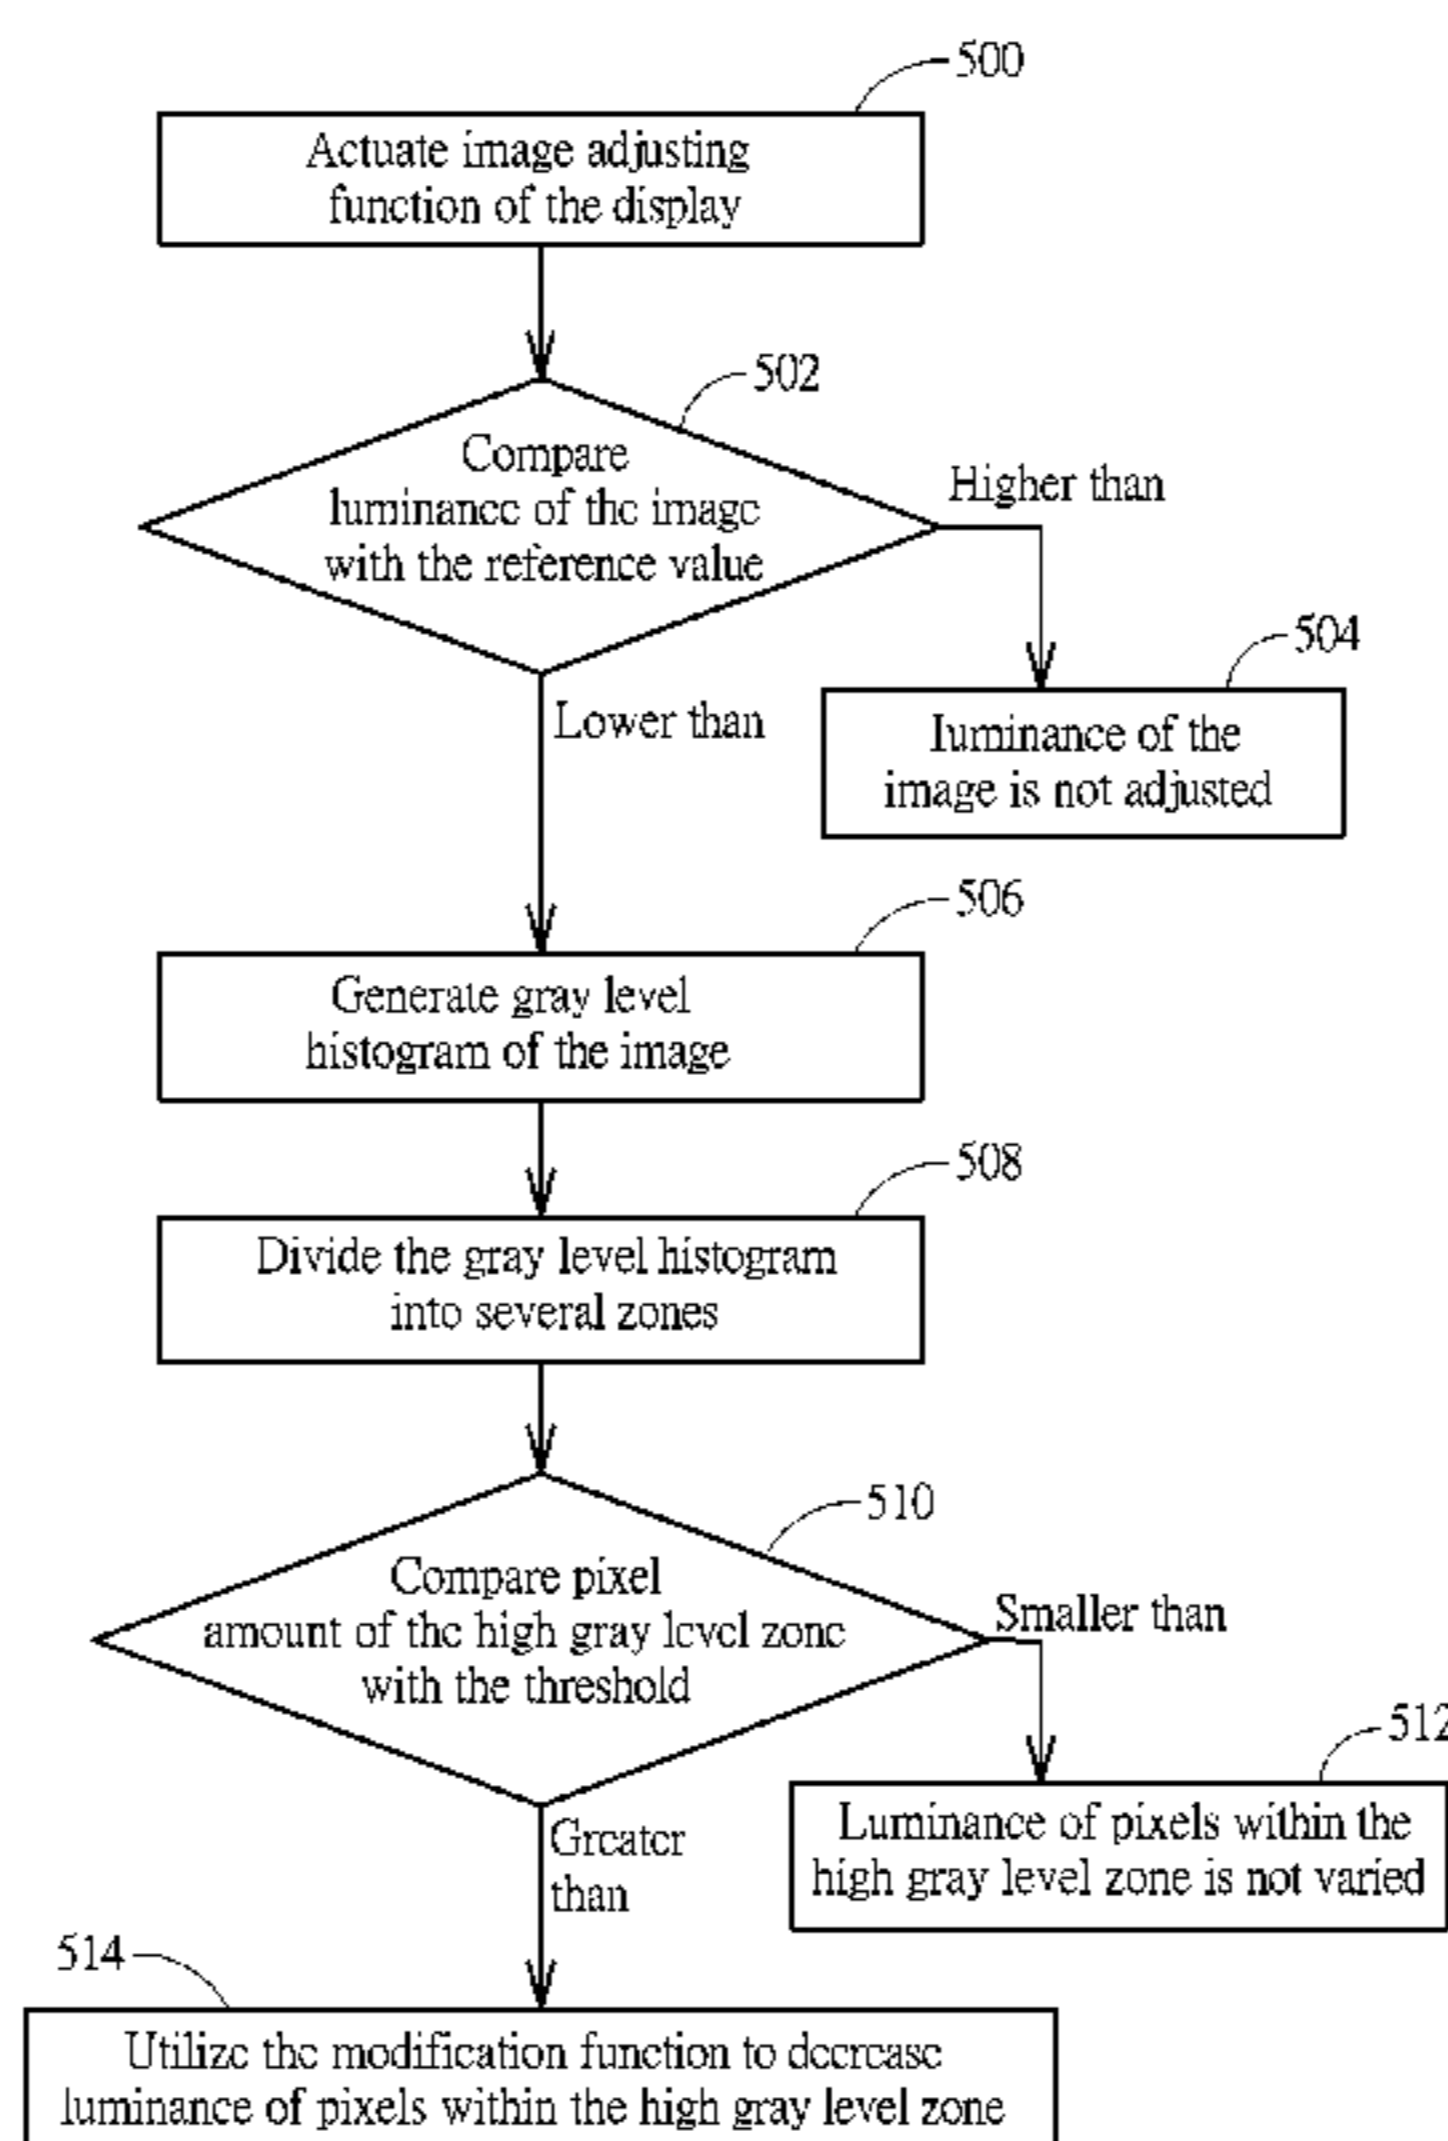 500
Actuate image adjusting
function of the display
502
Compare
luminance of the image
with the reference value
Higher than
504
luminance of the
image is not adjusted
Lower than
506
Generate gray level
histogram of the image
508
Divide the gray level histogram
into several zones
510
Compare pixel
amount of the high gray level zone
with the threshold
Smaller than
512
Luminance of pixels within the
high gray level zone is not varied
Greater
than
514
Utilize the modification function to decrease
luminance of pixels within the high gray level zone